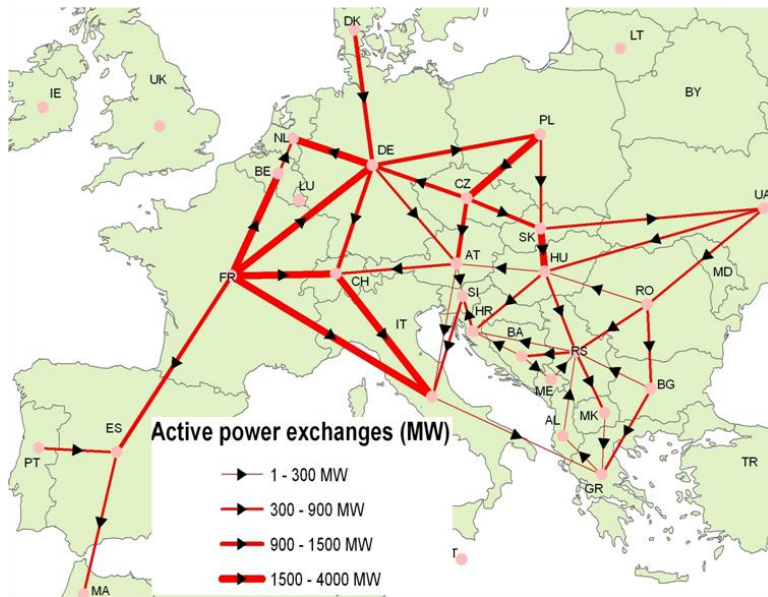 DK
LT
IE
UK
BY
PL
NL
DE
BE
LU
CZ
UA
SK
AT
HU
FR
CH
SI
MD
RO
HR
IT
BA
RS
ME
BG
MK
AL
ES
PT
GR
TR
MA
T
Active power exchanges (MW)
1 - 300 MW
300 - 900 MW
900 - 1500 MW
1500 - 4000 MW